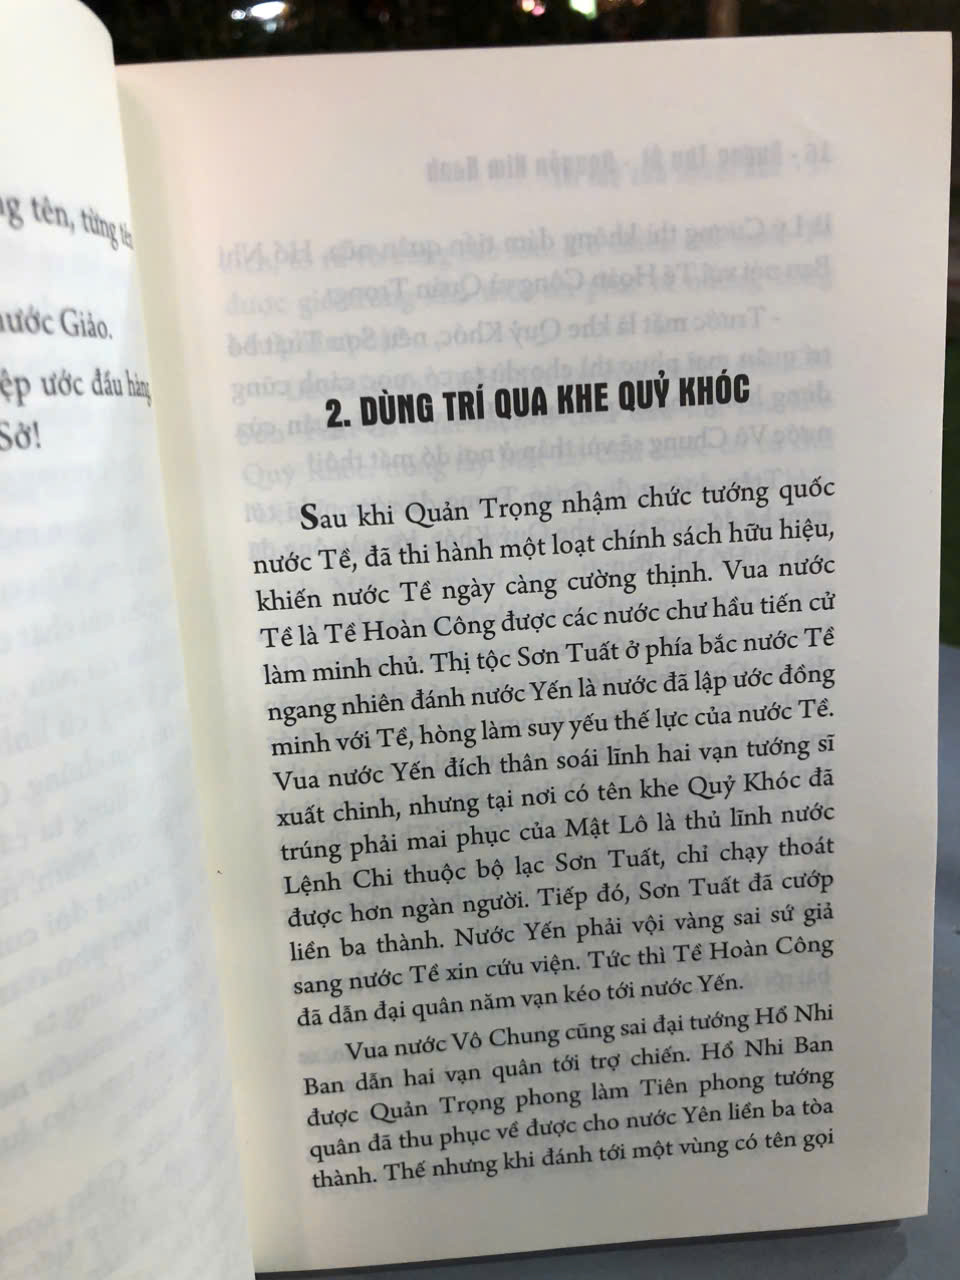 tên, từng
nước Giảo.
ước đầu hàng
Sở!
2. DÙNG TRÍ QUA KHE QUỶ KHÓC
Sau khi Quản Trọng nhậm chức tướng quốc
nước Tề, đã thi hành một loạt chính sách hữu hiệu,
khiến nước Tề ngày càng cường thịnh. Vua nước
Tề là Tề Hoàn Công được các nước chư hầu tiến cử
làm minh chủ. Thị tộc Sơn Tuất ở phía bắc nước Tề
ngang nhiên đánh nước Yến là nước đã lập ước đồng
minh với Tề, hòng làm suy yếu thế lực của nước Tề.
Vua nước Yến đích thân soái lĩnh hai vạn tướng sĩ
xuất chinh, nhưng tại nơi có tên khe Quỷ Khóc đã
trúng phải mai phục của Mật Lô là thủ lĩnh nước
Lệnh Chi thuộc bộ lạc Sơn Tuất, chỉ chạy thoát
được hơn ngàn người. Tiếp đó, Sơn Tuất đã cướp
liền ba thành. Nước Yến phải vội vàng sai sứ giả
sang nước Tề xin cứu viện. Tức thì Tề Hoàn Công
đã dẫn đại quân năm vạn kéo tới nước Yến.
Vua nước Vô Chung cũng sai đại tướng Hổ Nhi
Ban dẫn hai vạn quân tới trợ chiến. Hổ Nhi Ban
được Quản Trọng phong làm Tiên phong tướng
quân đã thu phục về được cho nước Yên liền ba tòa
thành. Thế nhưng khi đánh tới một vùng có tên gọi